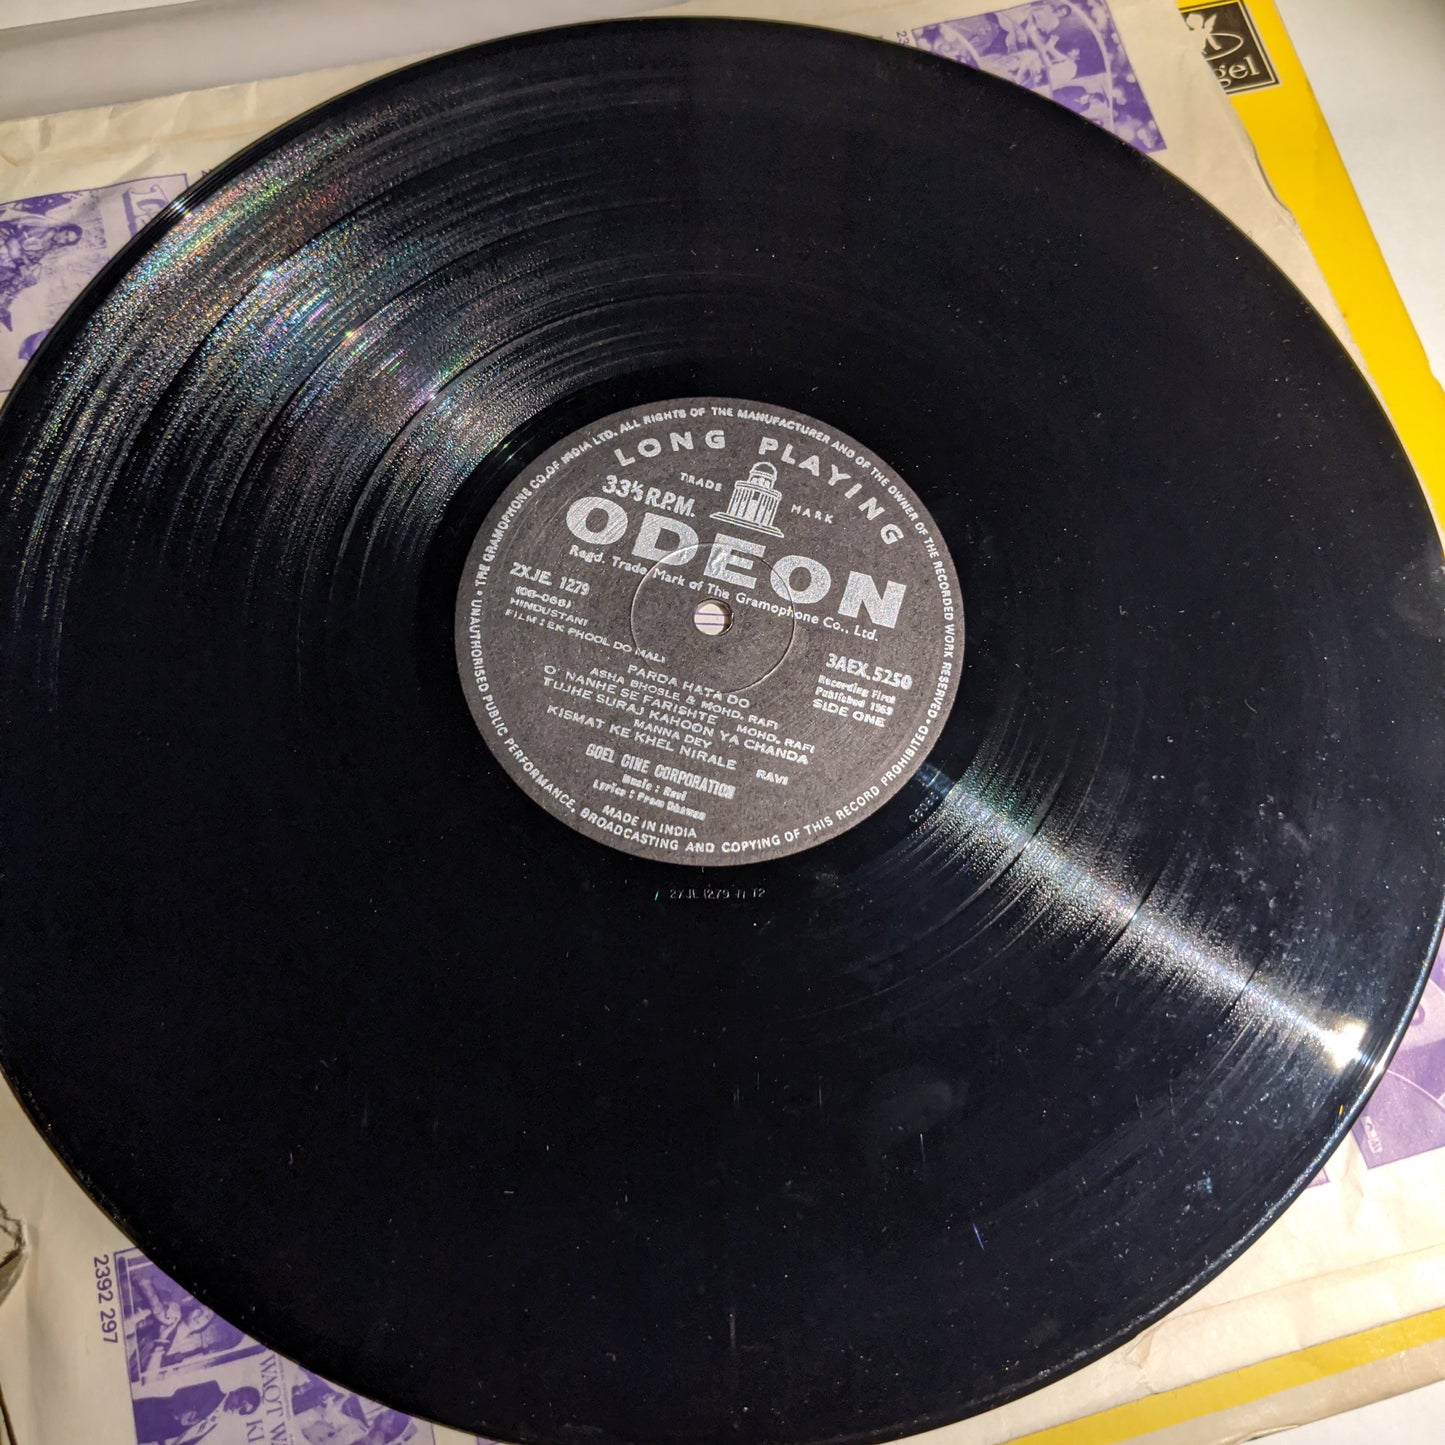 THE GRAMOPHONE CO. OF INDIA LTD. ALL RIGHTS OF THE MANUFACTURER AND OF THE OWNER OF THE RECORDED WORK RESERVED •
UNAUTHORISED PUBLIC PERFORMANCE, BROADCASTING AND COPYING OF THIS RECORD PROHIBITED •
LONG PLAYING
33⅓ R.P.M.
TRADE MARK
ODEON
Regd. Trade Mark of The Gramophone Co., Ltd.
2XJE. 1279
HINDUSTANI
FILM : EK PHOOL DO MALI
3AEX.5250
Recording First
Published 1969
SIDE ONE
PARDA HATA DO
ASHA BHOSLE & MOHD. RAFI
O' NANHE SE FARISHTE MOHD. RAFI
TUJHE SURAJ KAHOON YA CHANDA
MANNA DEY
KISMAT KE KHEL NIRALE RAVI
GOEL CINE CORPORATION
Music : Ravi
Lyrics : Prem Dhawan
MADE IN INDIA
2XJE 1279
2392 297
gel